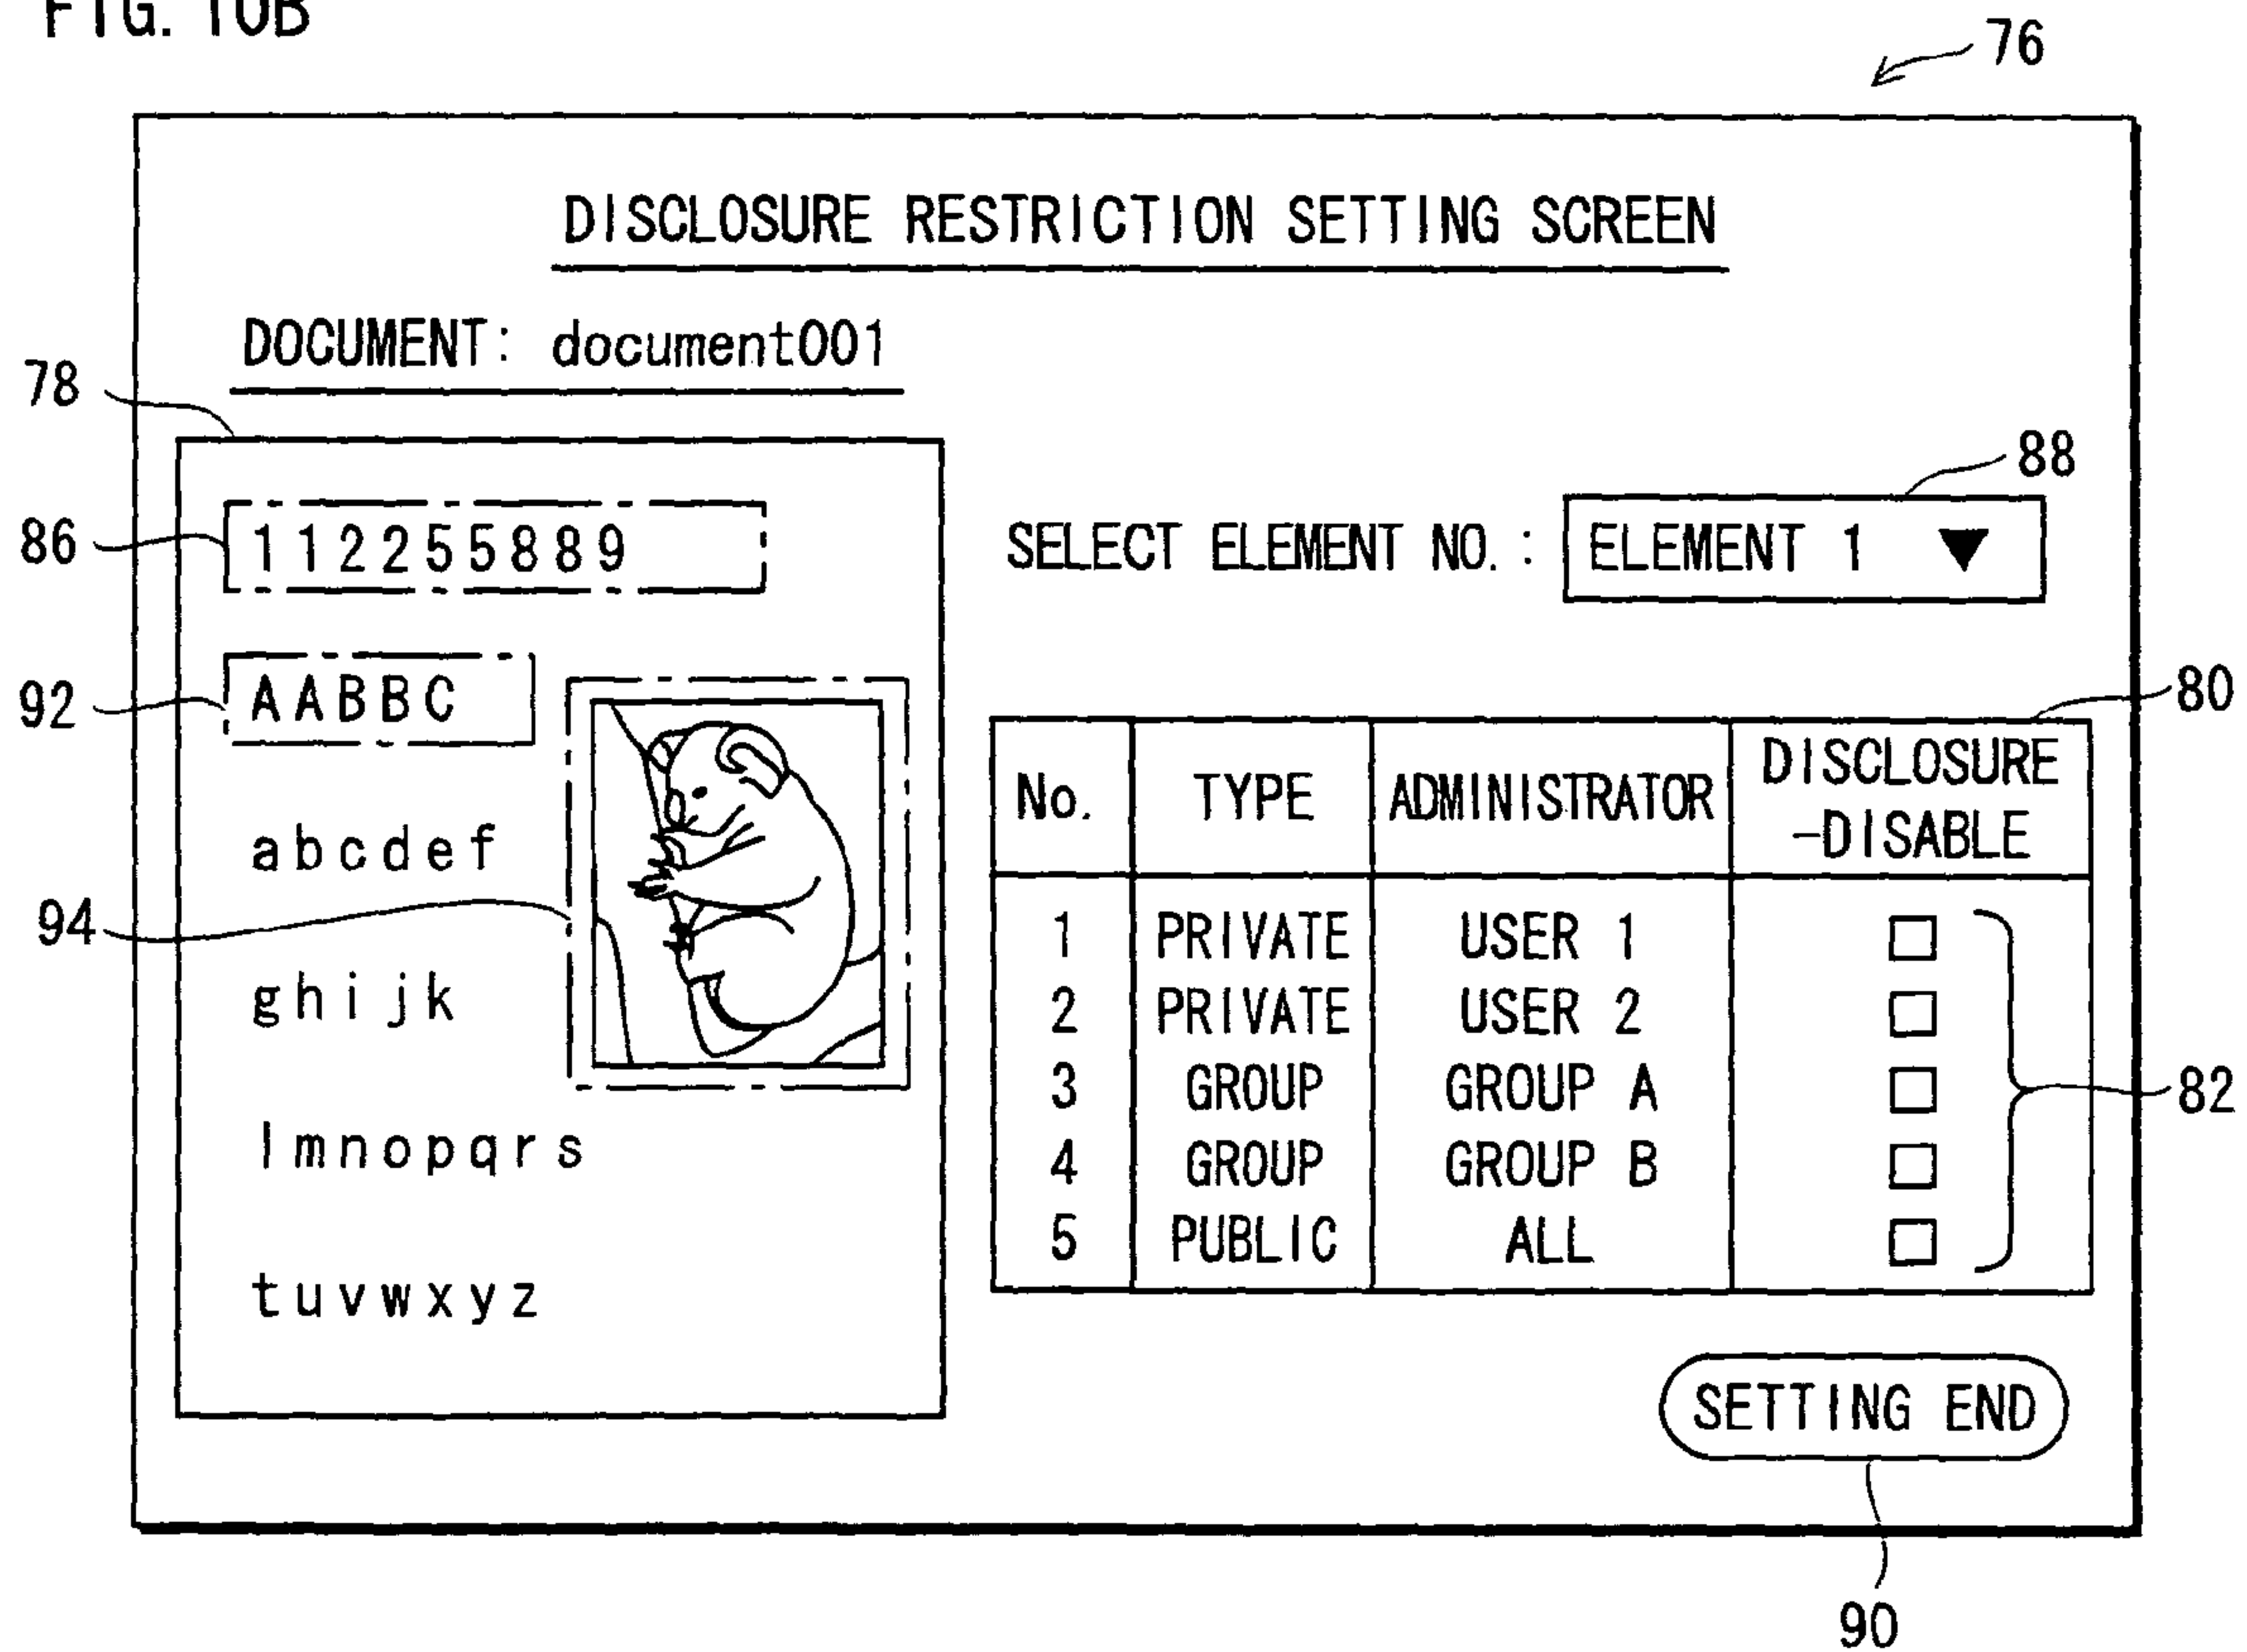 FIG. 10B
76
DISCLOSURE RESTRICTION SETTING SCREEN
DOCUMENT: document001
78
86
112255889
92
AABBC
abcdef
94
ghijk
lmnopqrs
tuvwxyz
88
SELECT ELEMENT NO. : ELEMENT 1 ▼
80
No. TYPE ADMINISTRATOR DISCLOSURE
-DISABLE
1 PRIVATE USER 1 □
2 PRIVATE USER 2 □
3 GROUP GROUP A □
4 GROUP GROUP B □
5 PUBLIC ALL □
82
SETTING END
90